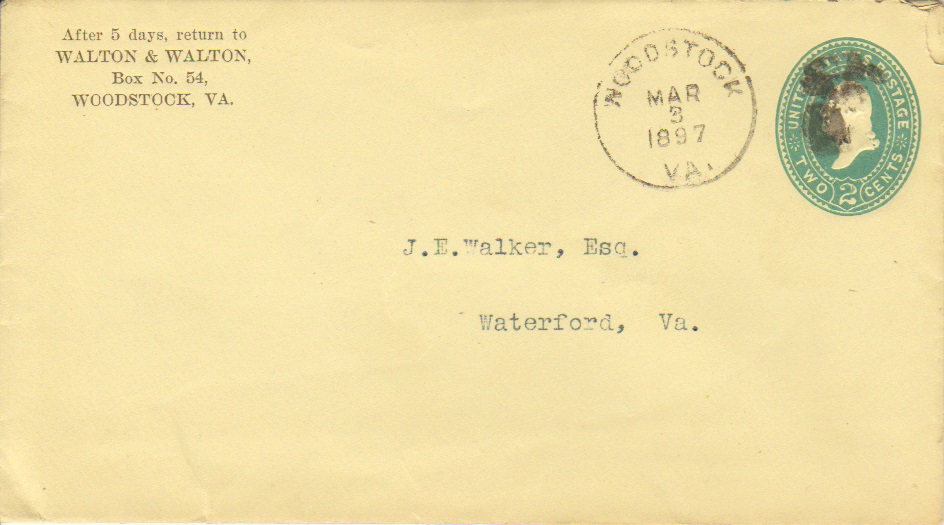 After 5 days, return to
WALTON & WALTON,
Box No. 54,
WOODSTOCK, VA.
WOODSTOCK
MAR
3
1897
VA.
UNITED STATES POSTAGE
TWO 2 CENTS
J.E.Walker, Esq.
Waterford, Va.